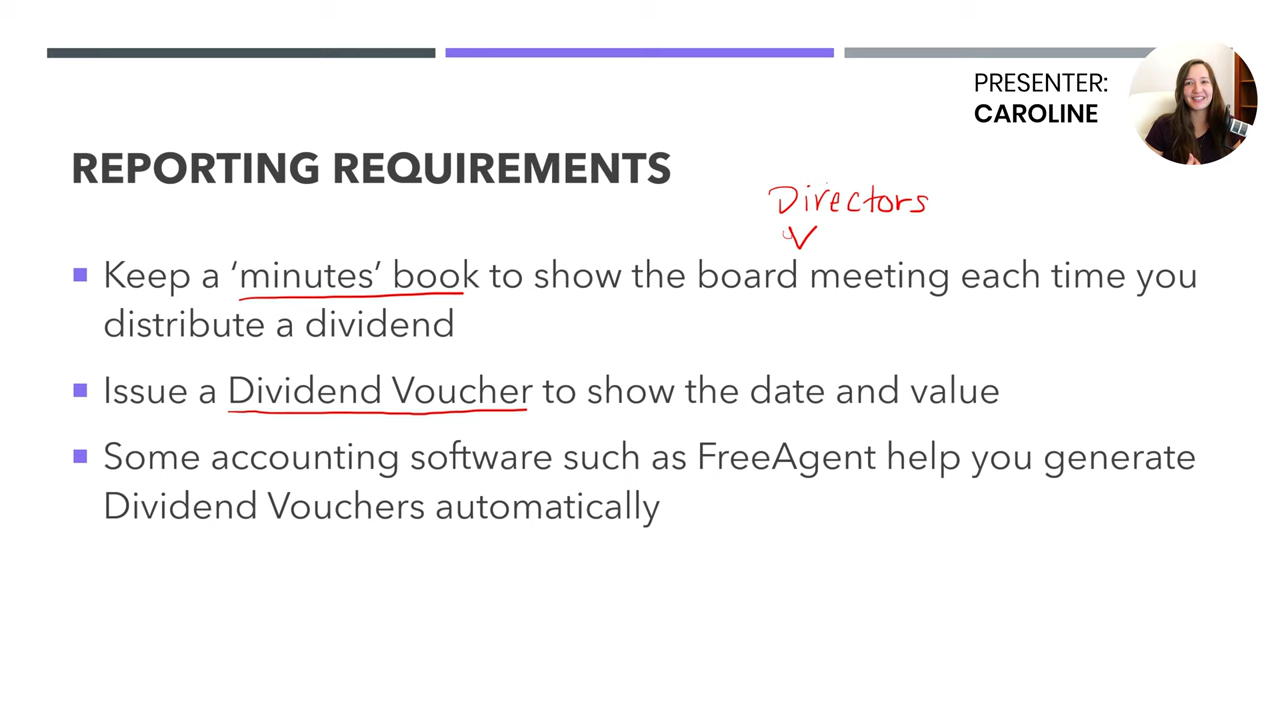 PRESENTER:
CAROLINE
REPORTING REQUIREMENTS
Directors
■ Keep a ‘minutes’ book to show the board meeting each time you
distribute a dividend
■ Issue a Dividend Voucher to show the date and value
■ Some accounting software such as FreeAgent help you generate
Dividend Vouchers automatically